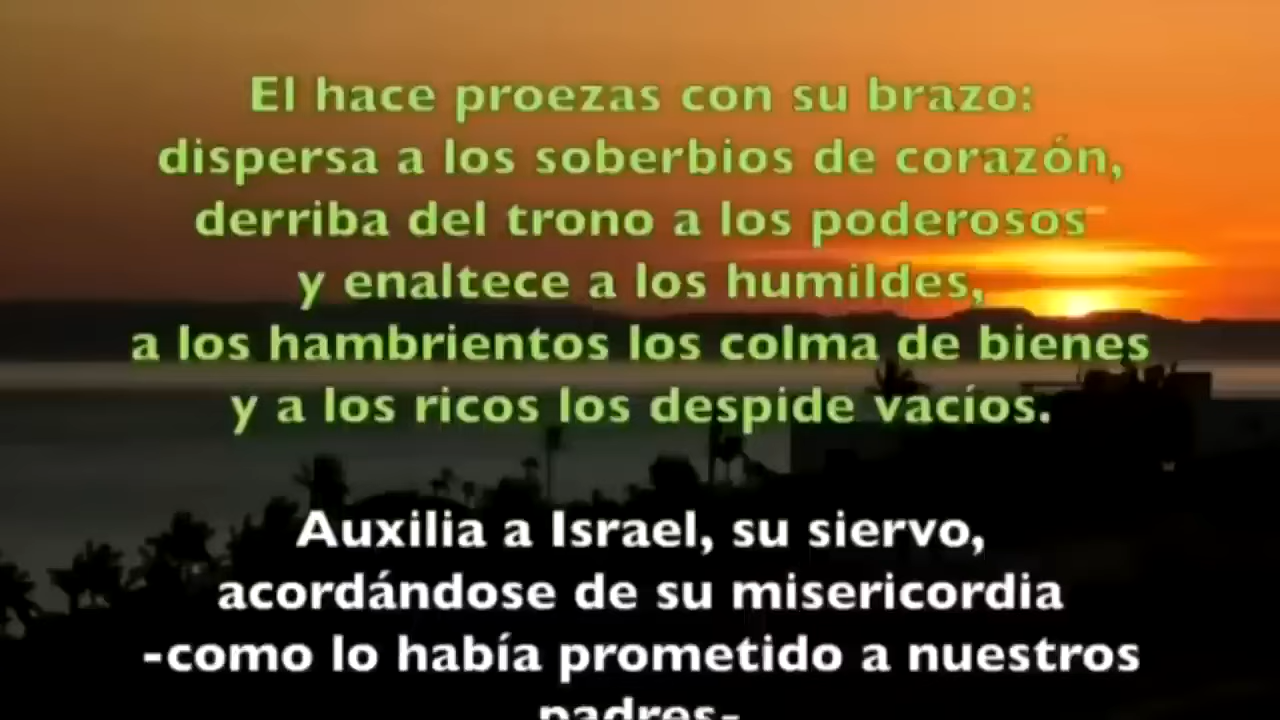 El hace proezas con su brazo:
dispersa a los soberbios de corazón,
derriba del trono a los poderosos
y enaltece a los humildes,
a los hambrientos los colma de bienes
y a los ricos los despide vacíos.
Auxilia a Israel, su siervo,
acordándose de su misericordia
-como lo había prometido a nuestros
padres-